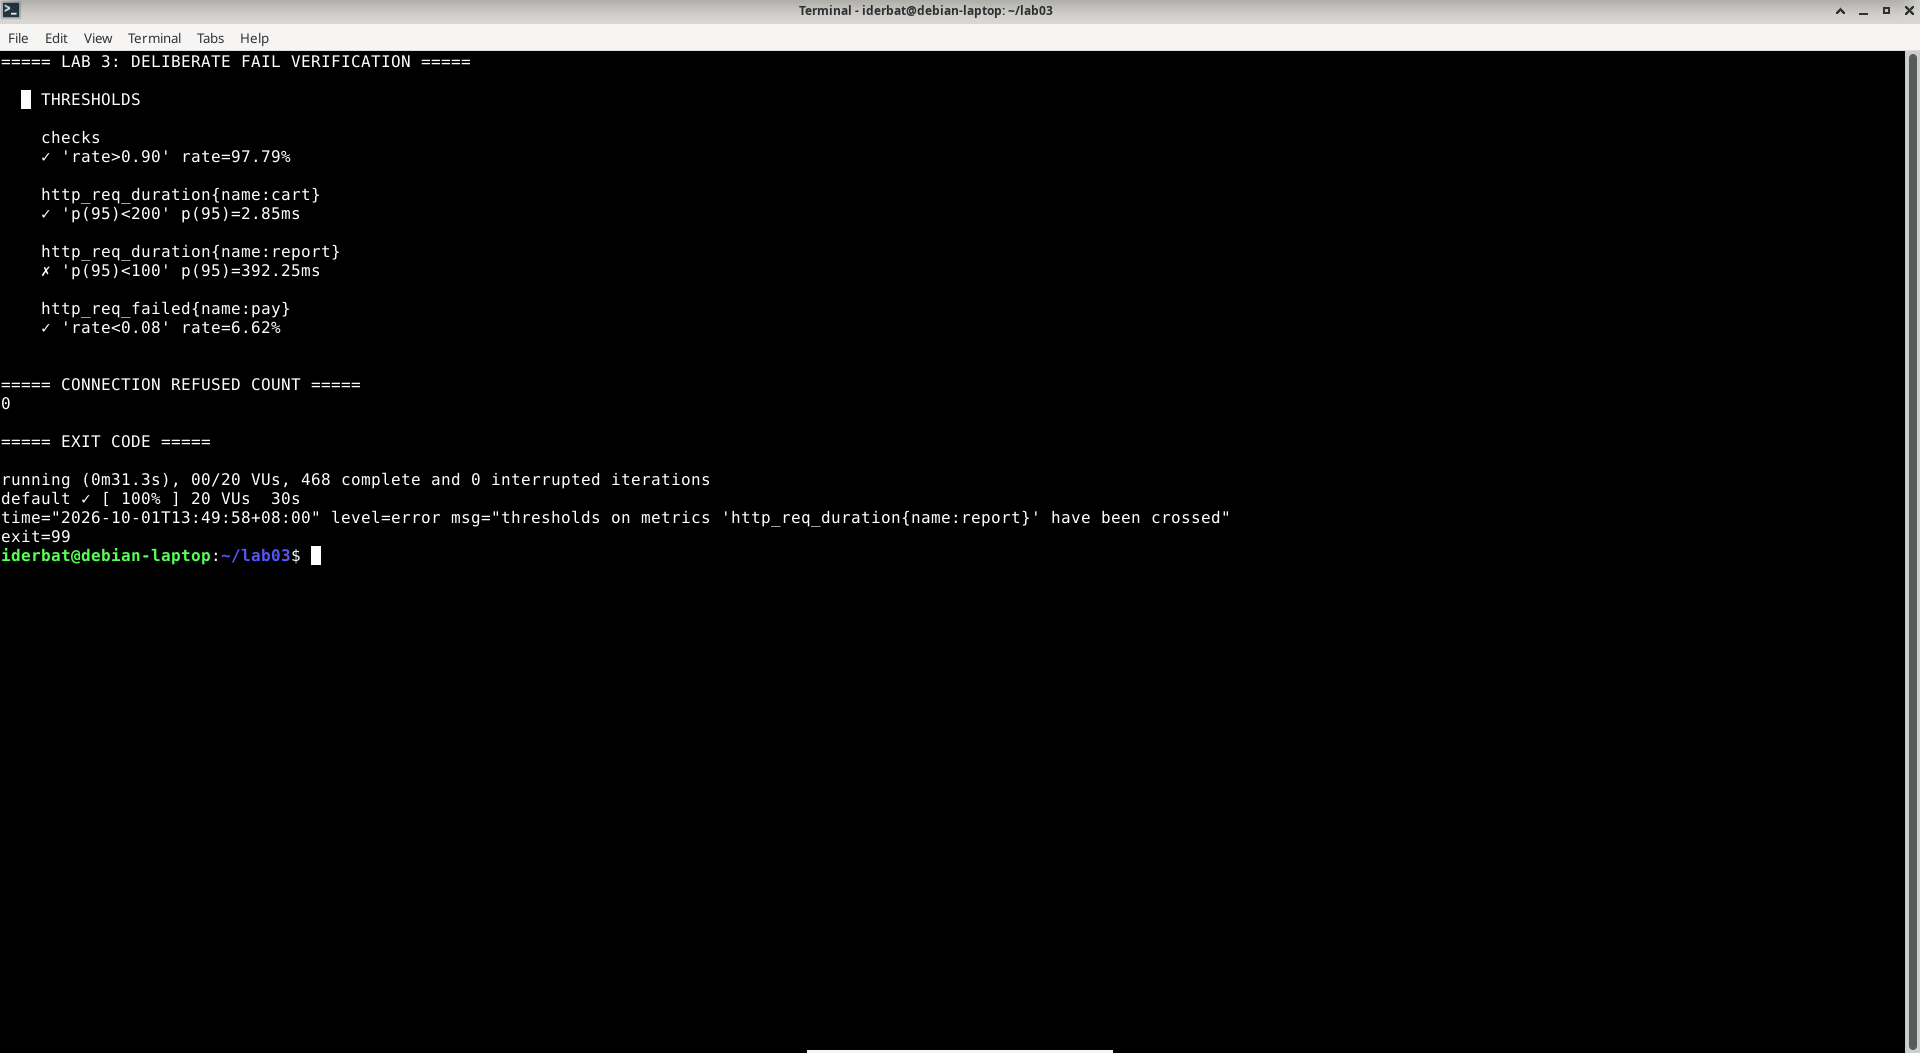 Terminal - iderbat@debian-laptop: ~/lab03
File Edit View Terminal Tabs Help
===== LAB 3: DELIBERATE FAIL VERIFICATION =====
█ THRESHOLDS
checks
✓ 'rate>0.90' rate=97.79%
http_req_duration{name:cart}
✓ 'p(95)<200' p(95)=2.85ms
http_req_duration{name:report}
✗ 'p(95)<100' p(95)=392.25ms
http_req_failed{name:pay}
✓ 'rate<0.08' rate=6.62%
===== CONNECTION REFUSED COUNT =====
0
===== EXIT CODE =====
running (0m31.3s), 00/20 VUs, 468 complete and 0 interrupted iterations
default ✓ [ 100% ] 20 VUs  30s
time="2026-10-01T13:49:58+08:00" level=error msg="thresholds on metrics 'http_req_duration{name:report}' have been crossed"
exit=99
iderbat@debian-laptop:~/lab03$